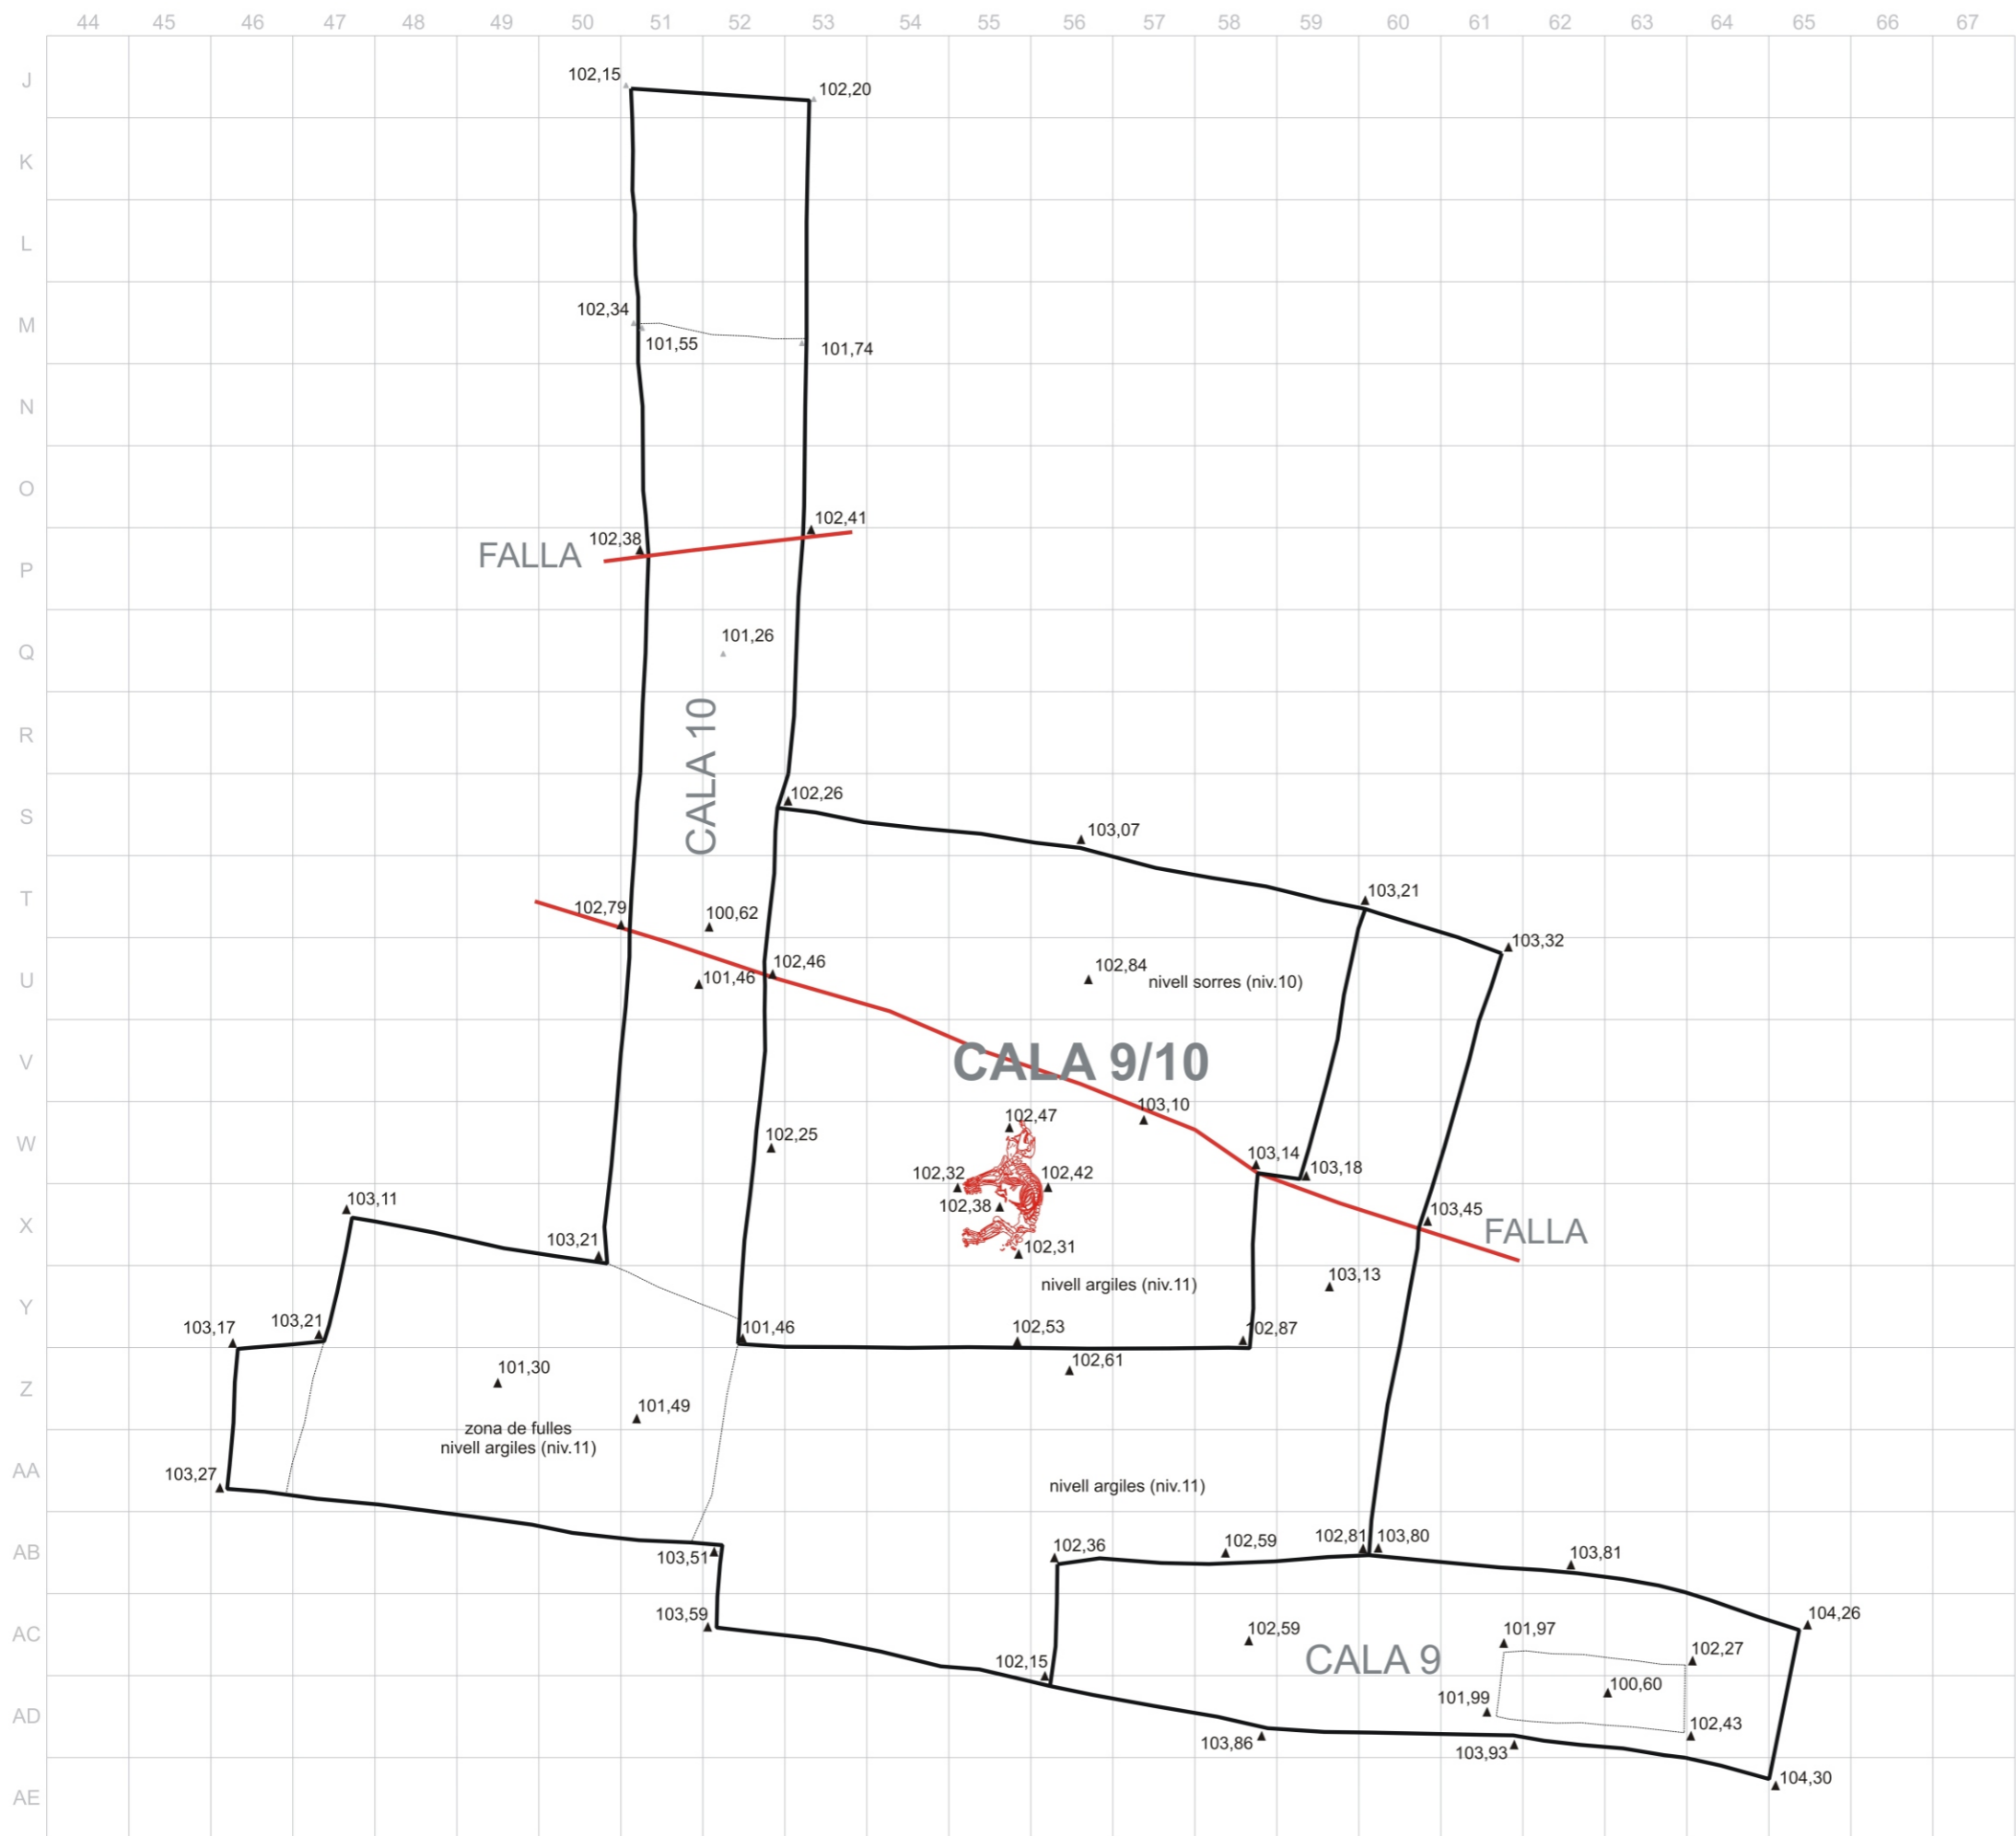 44 45 46 47 48 49 50 51 52 53 54 55 56 57 58 59 60 61 62 63 64 65 66 67
J
102,15
102,20
K
L
102,34
M
101,55
101,74
N
O
102,41
102,38
FALLA
P
101,26
Q
CALA 10
R
102,26
S
103,07
103,21
T
102,79
100,62
103,32
102,46
102,84
101,46
U
nivell sorres (niv.10)
CALA 9/10
V
103,10
102,47
102,25
W
103,14
103,18
102,32
102,42
103,11
102,38
103,45
X
FALLA
103,21
102,31
103,13
nivell argiles (niv.11)
Y
103,17
103,21
101,46
102,53
102,87
102,61
101,30
Z
101,49
zona de fulles
nivell argiles (niv.11)
AA
103,27
nivell argiles (niv.11)
102,81
103,80
102,59
102,36
AB
103,51
103,81
103,59
104,26
AC
102,59
101,97
102,27
CALA 9
102,15
100,60
101,99
AD
102,43
103,86
103,93
104,30
AE